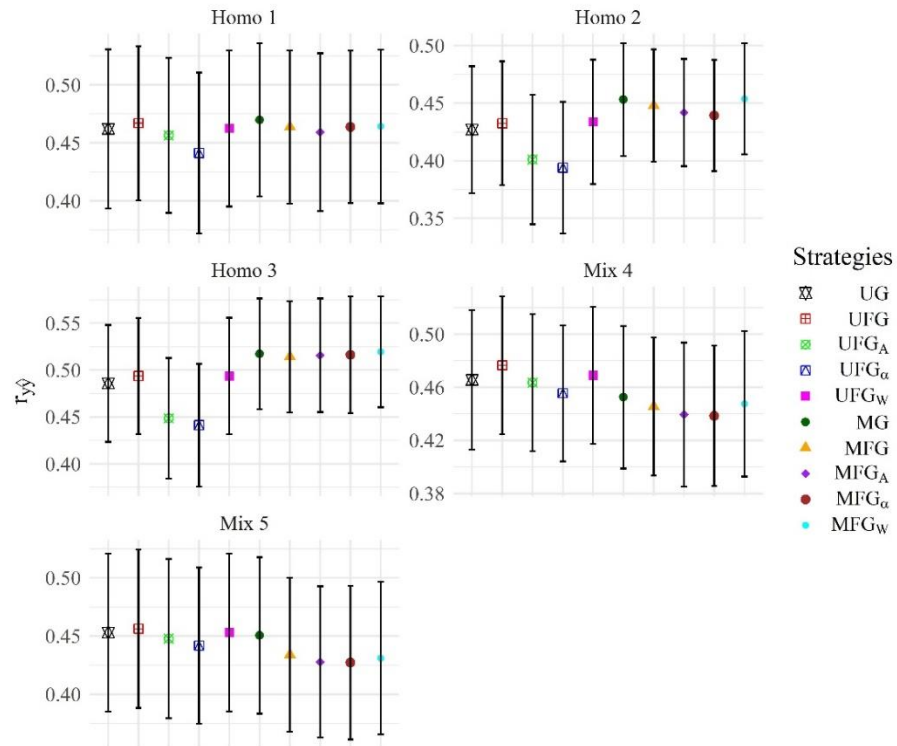 Homo 1
0.50
0.45
0.40
Homo 2
0.50
0.45
0.40
0.35
Homo 3
0.55
0.50
0.45
0.40
Mix 4
0.50
0.46
0.42
0.38
Mix 5
0.50
0.45
0.40
r_yŷ
Strategies
UG
UFG
UFG_A
UFG_α
UFG_W
MG
MFG
MFG_A
MFG_α
MFG_W